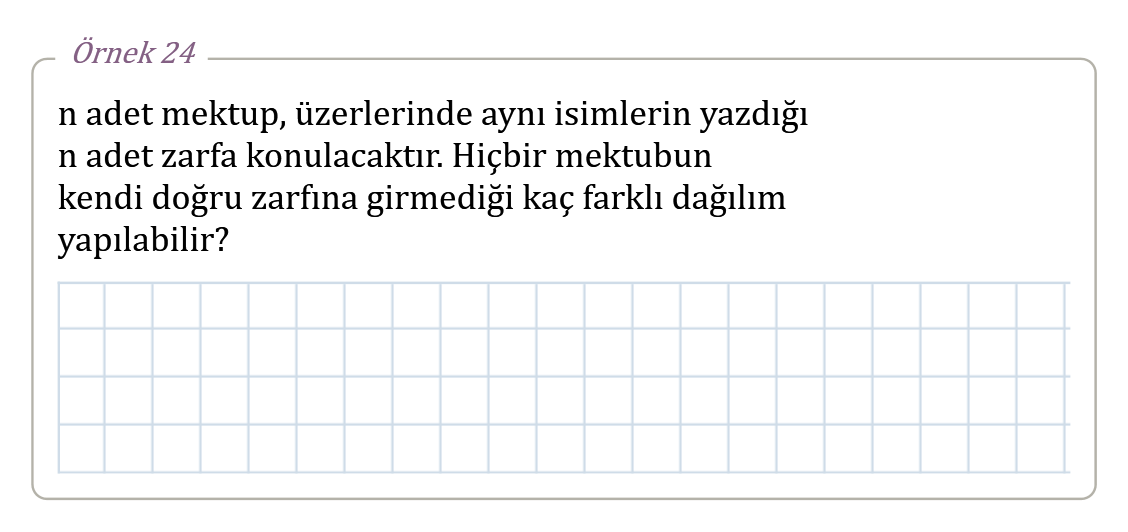 Örnek 24
n adet mektup, üzerlerinde aynı isimlerin yazdığı
n adet zarfa konulacaktır. Hiçbir mektubun
kendi doğru zarfına girmediği kaç farklı dağılım
yapılabilir?